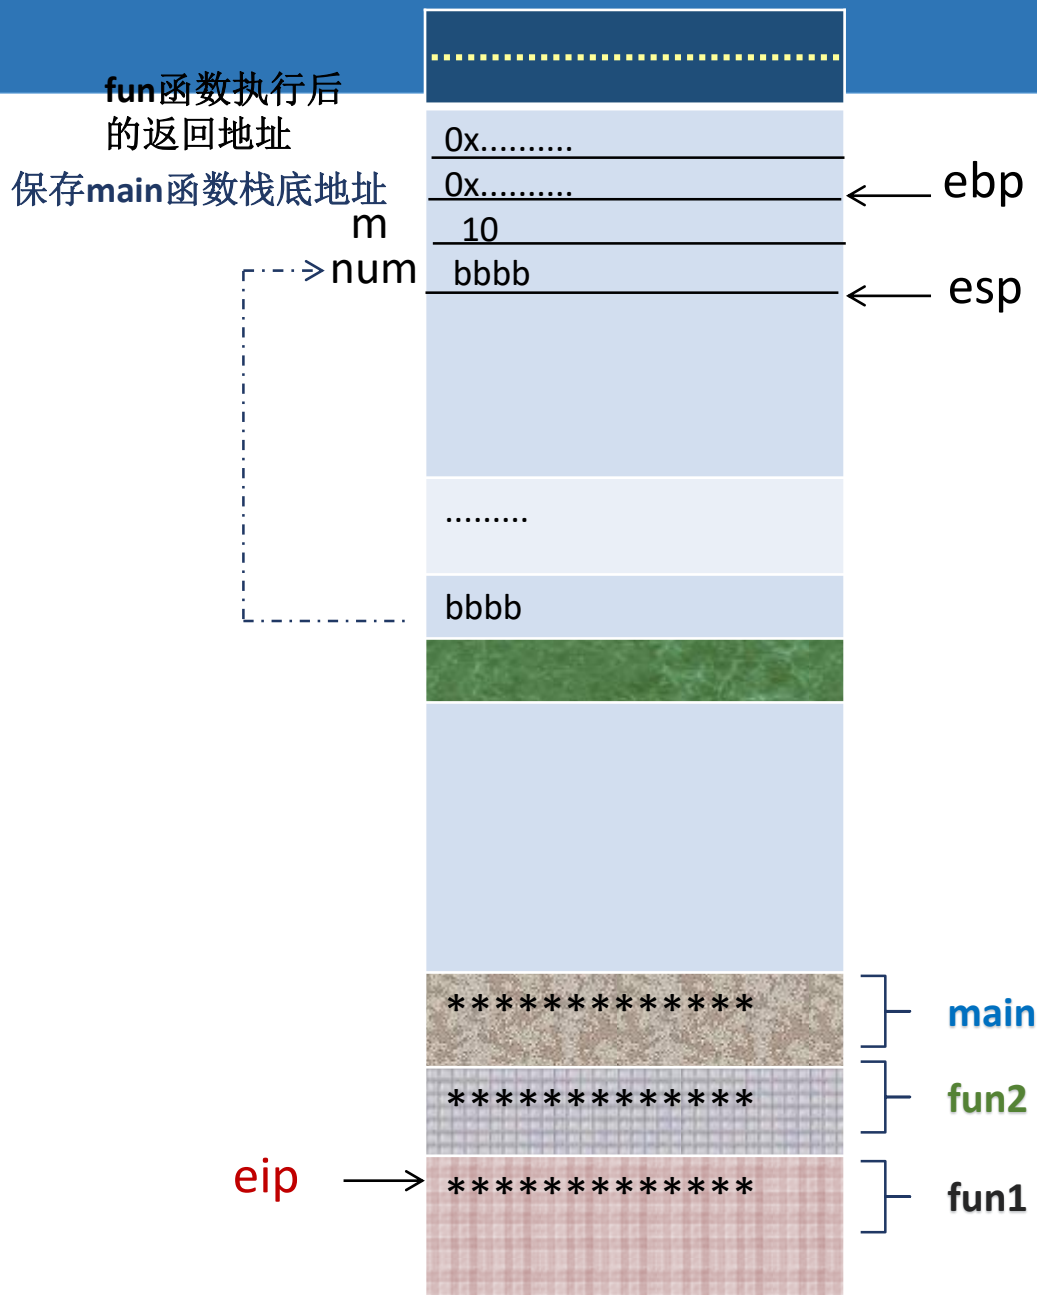 fun函数执行后
的返回地址
0x..........
保存main函数栈底地址
0x..........
ebp
m
10
num
bbbb
esp
.........
bbbb
*************
main
*************
fun2
eip
*************
fun1